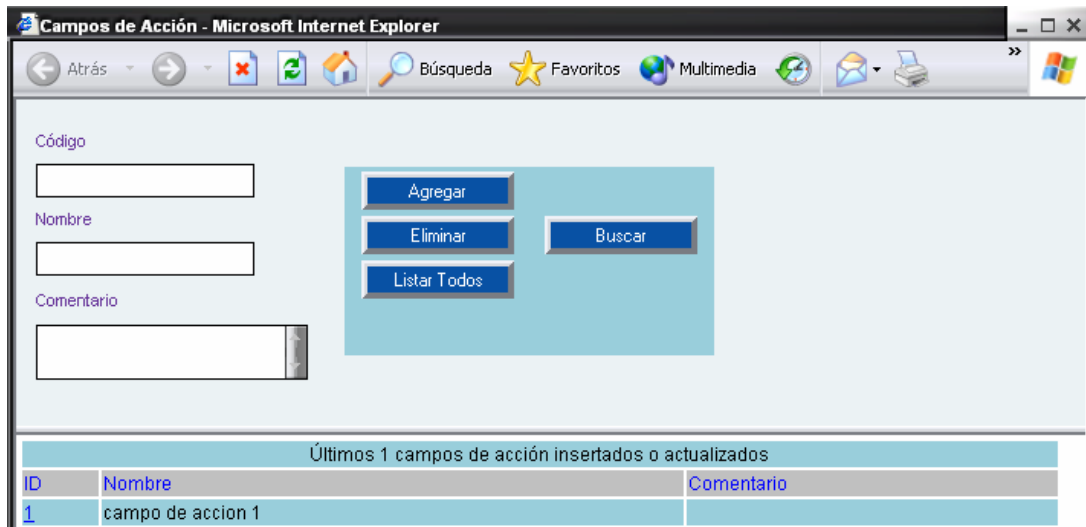 Campos de Acción - Microsoft Internet Explorer
Atrás Búsqueda Favoritos Multimedia »
Código
Agregar
Nombre
Eliminar Buscar
Listar Todos
Comentario
Últimos 1 campos de acción insertados o actualizados
ID Nombre Comentario
1 campo de accion 1